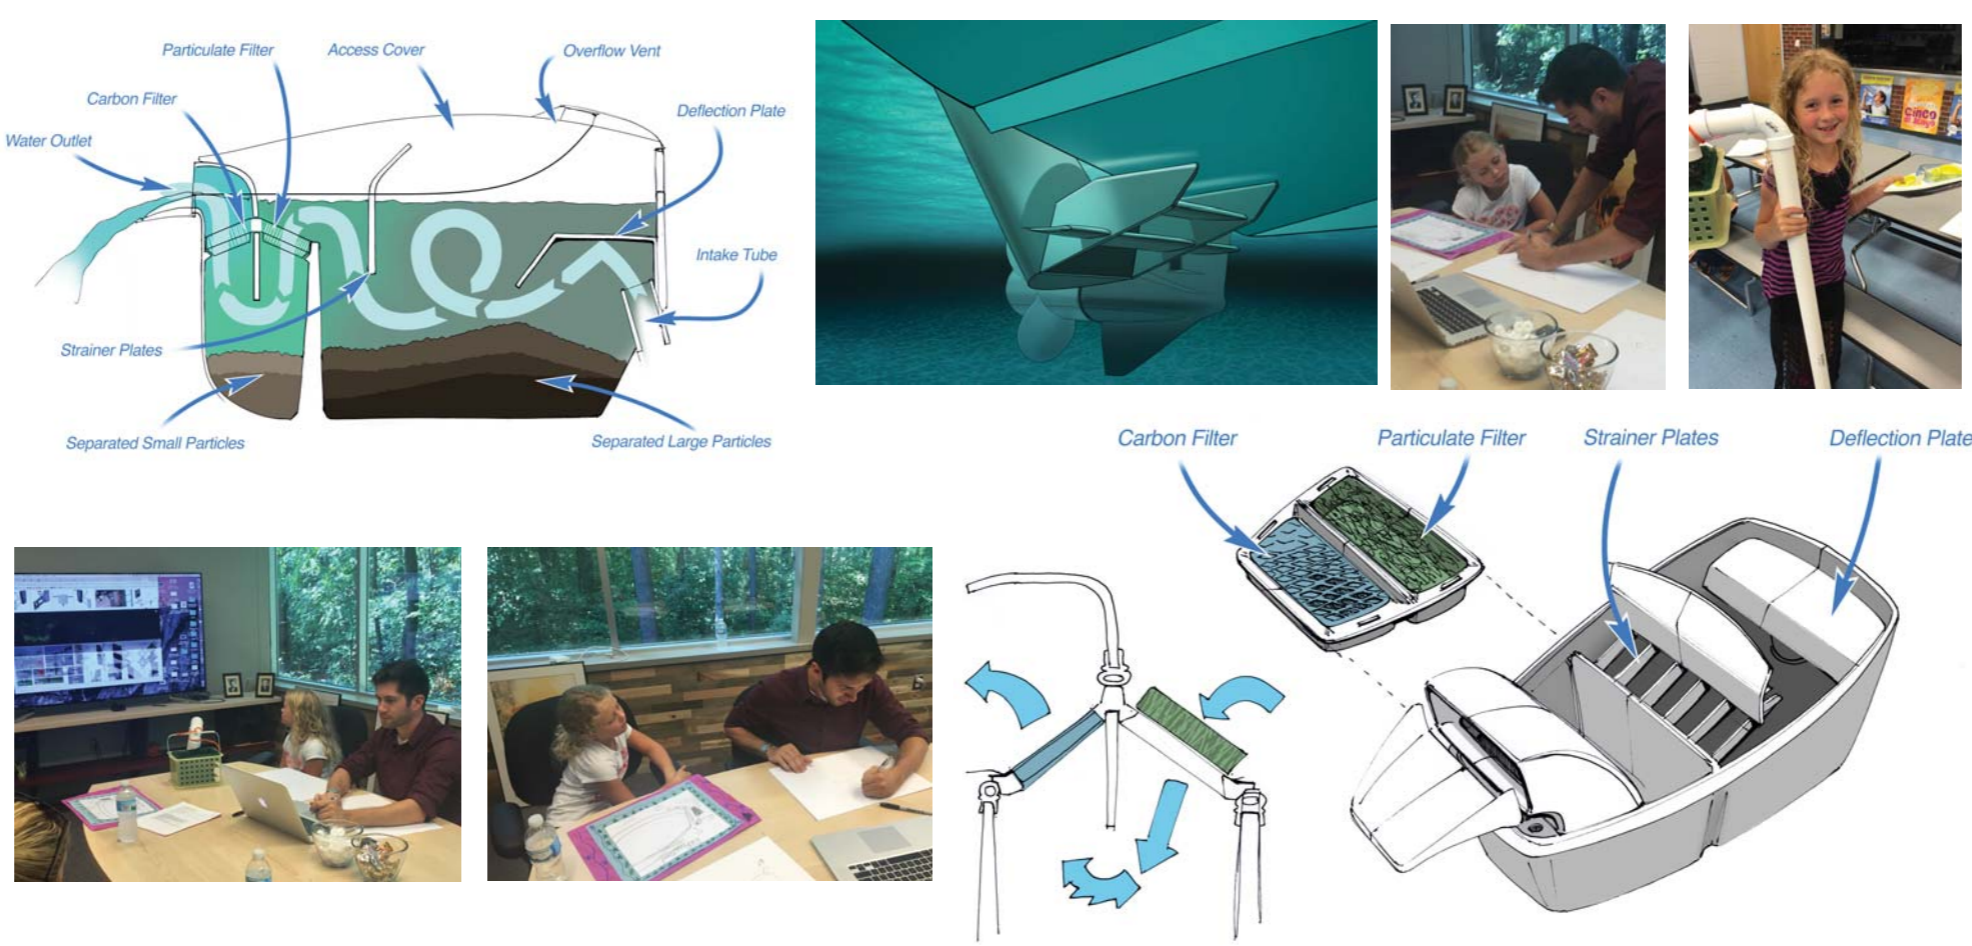 Particulate Filter
Access Cover
Overflow Vent
Carbon Filter
Deflection Plate
Water Outlet
Intake Tube
Strainer Plates
Separated Small Particles
Separated Large Particles
Cinco
Carbon Filter
Particulate Filter
Strainer Plates
Deflection Plate